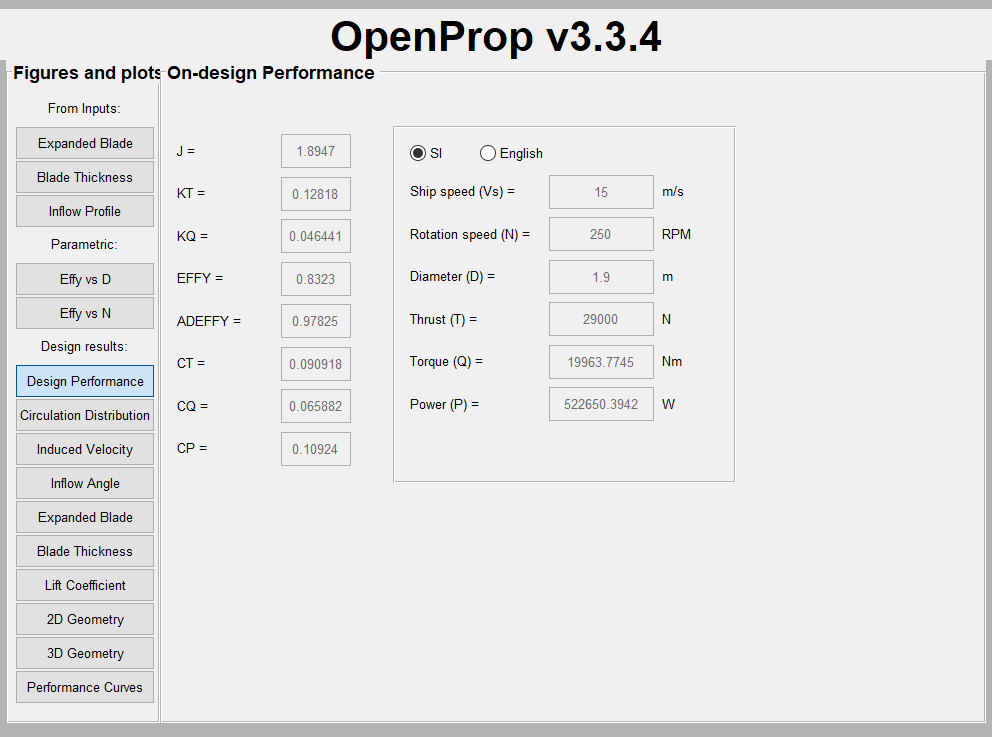 OpenProp v3.3.4
Figures and plots
From Inputs:
Expanded Blade
Blade Thickness
Inflow Profile
Parametric:
Effy vs D
Effy vs N
Design results:
Design Performance
Circulation Distribution
Induced Velocity
Inflow Angle
Expanded Blade
Blade Thickness
Lift Coefficient
2D Geometry
3D Geometry
Performance Curves
On-design Performance
J = 1.8947
KT = 0.12818
KQ = 0.046441
EFFY = 0.8323
ADEFFY = 0.97825
CT = 0.090918
CQ = 0.065882
CP = 0.10924
SI English
Ship speed (Vs) = 15 m/s
Rotation speed (N) = 250 RPM
Diameter (D) = 1.9 m
Thrust (T) = 29000 N
Torque (Q) = 19963.7745 Nm
Power (P) = 522650.3942 W